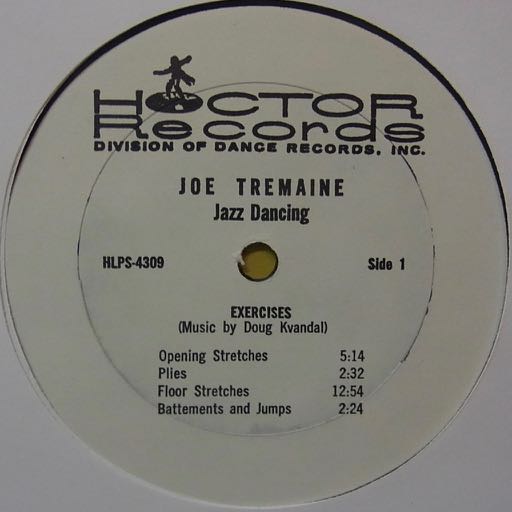 HOCTOR
Records
DIVISION OF DANCE RECORDS, INC.
JOE TREMAINE
Jazz Dancing
HLPS-4309 Side 1
EXERCISES
(Music by Doug Kvandal)
Opening Stretches 5:14
Plies 2:32
Floor Stretches 12:54
Battements and Jumps 2:24